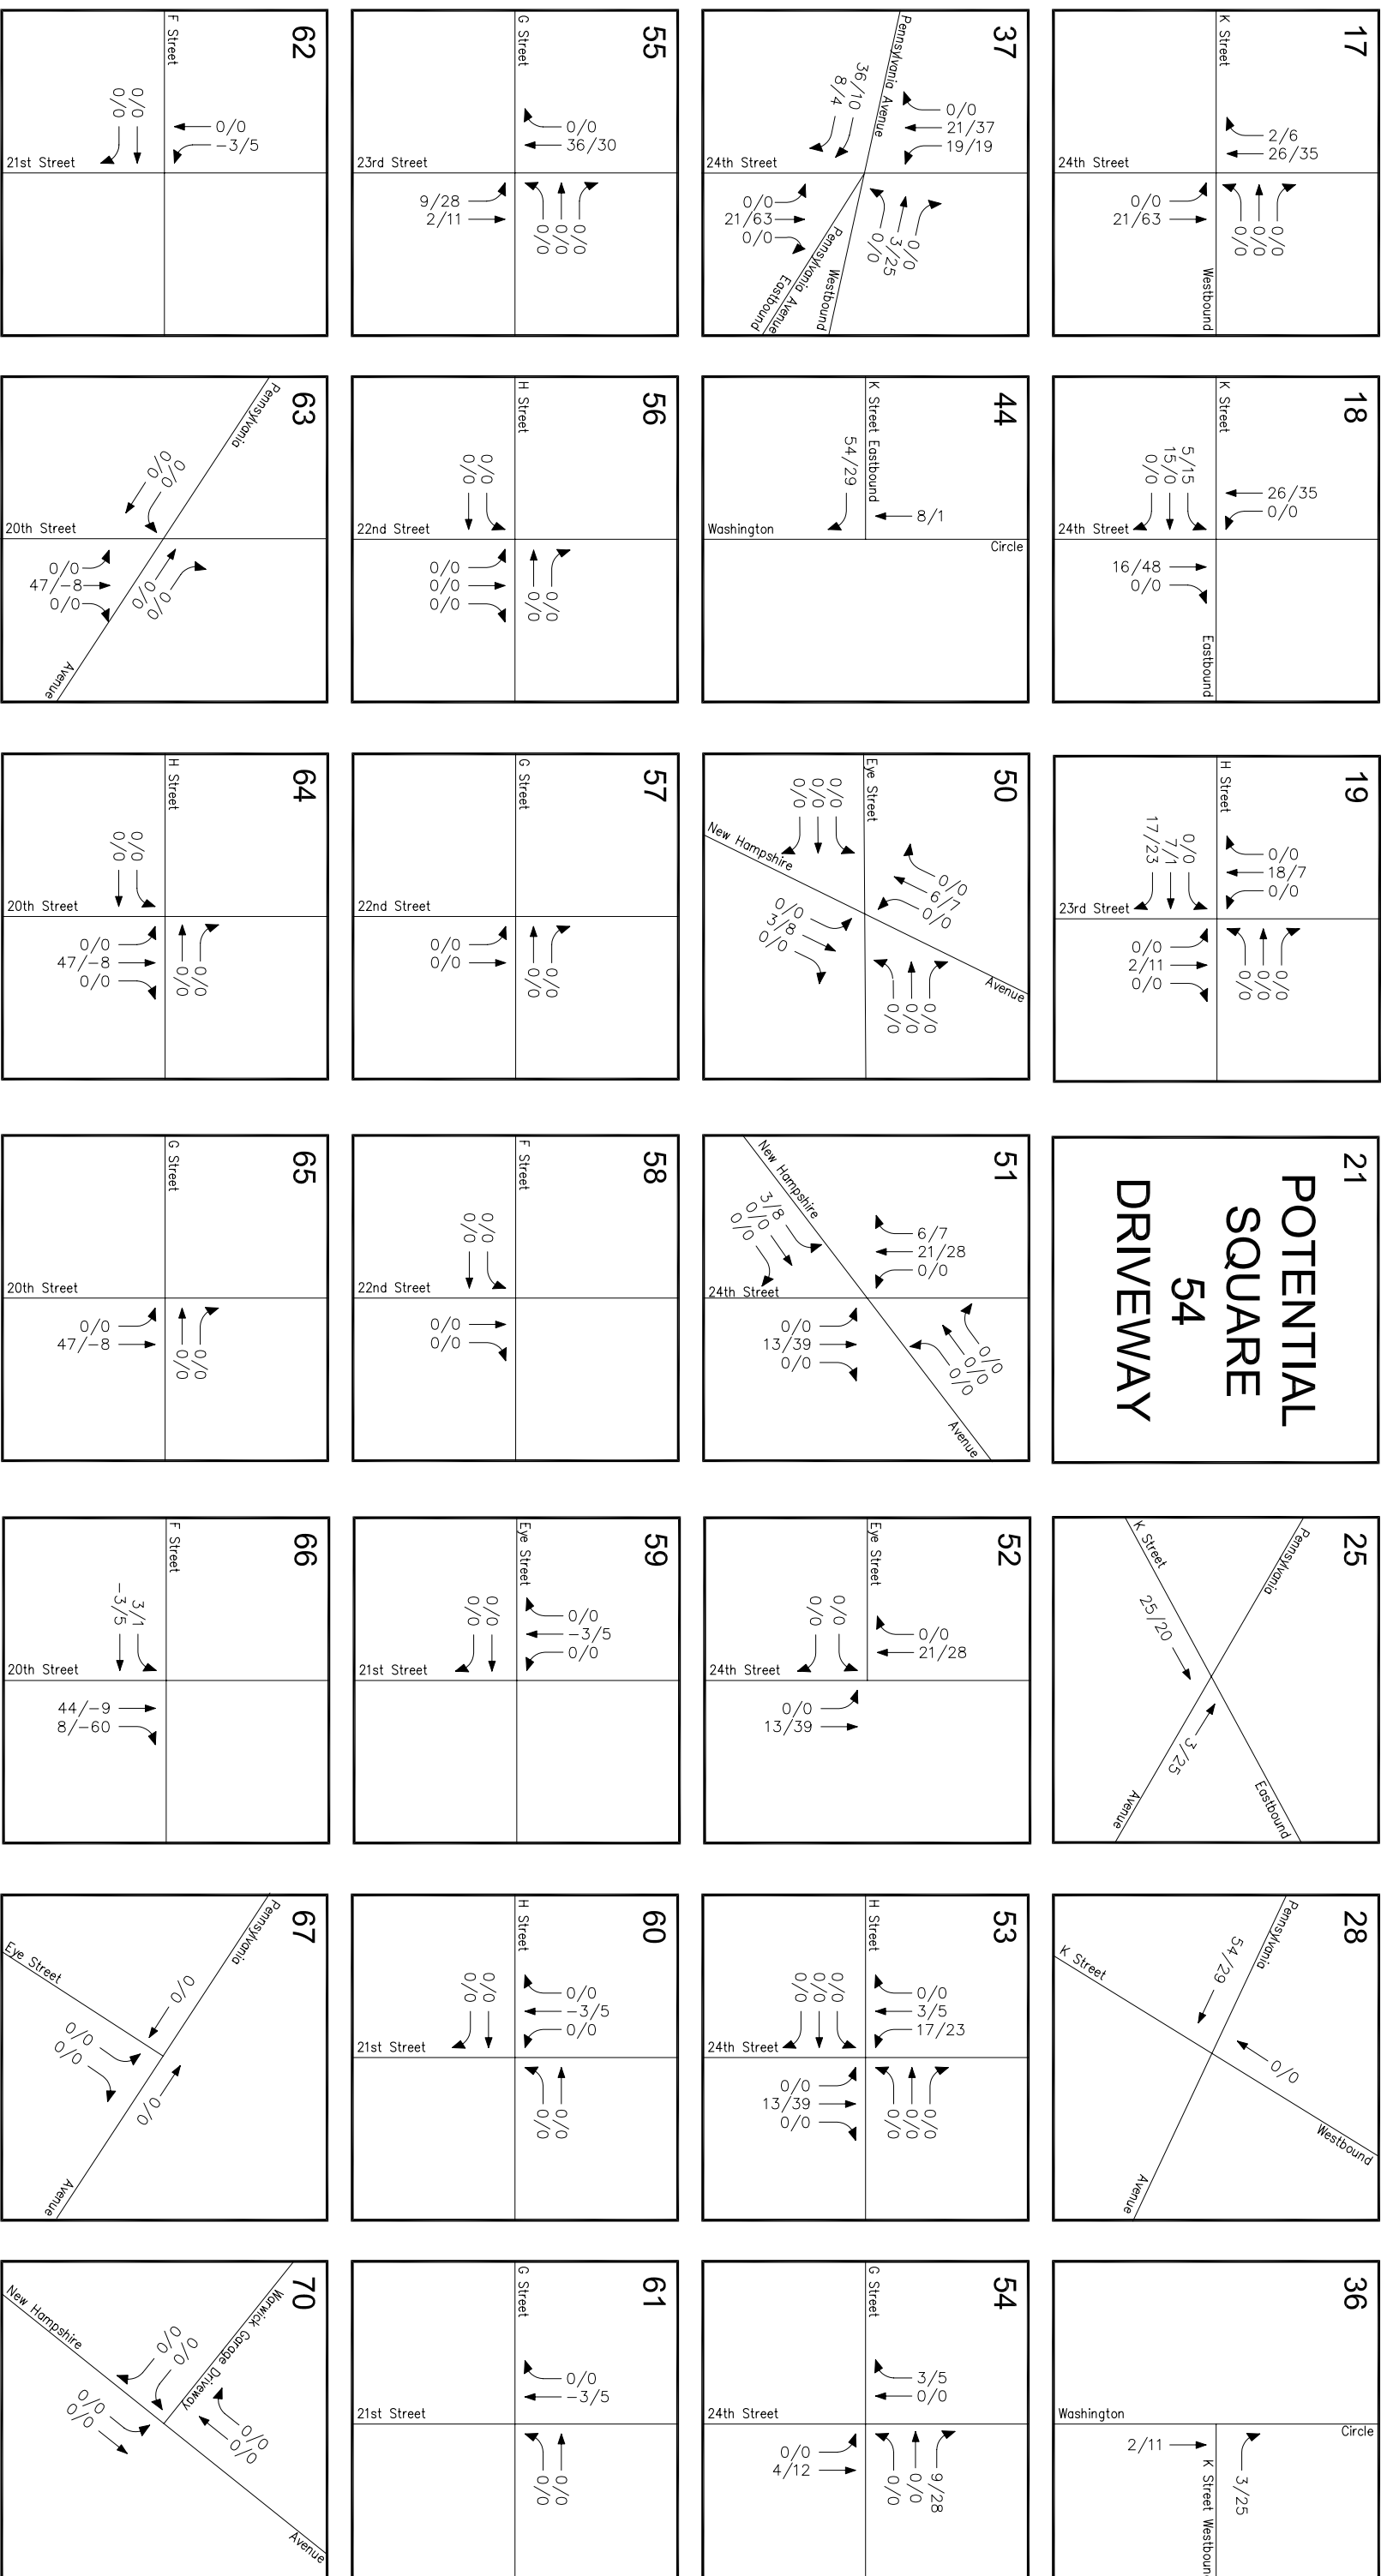 62
F Street
0/0
0/0
0/0
-3/5
21st Street
55
G Street
0/0
36/30
23rd Street
9/28
2/11
0/0
0/0
0/0
37
Pennsylvania Avenue
36/10
8/4
0/0
21/37
19/19
24th Street
0/0
21/63
0/0
0/0
3/25
0/0
Pennsylvania Avenue
Eastbound
Westbound
17
K Street
2/6
26/35
24th Street
0/0
21/63
0/0
0/0
0/0
Westbound
63
Pennsylvania
0/0
0/0
20th Street
0/0
47/-8
0/0
0/0
0/0
Avenue
56
H Street
0/0
0/0
22nd Street
0/0
0/0
0/0
0/0
0/0
44
K Street Eastbound
54/29
8/1
Washington
Circle
18
K Street
5/15
15/0
0/0
26/35
0/0
24th Street
16/48
0/0
Eastbound
64
H Street
0/0
0/0
20th Street
0/0
47/-8
0/0
0/0
0/0
57
G Street
22nd Street
0/0
0/0
0/0
0/0
50
Eye Street
0/0
0/0
0/0
New Hampshire
0/0
6/7
0/0
0/0
3/8
0/0
0/0
0/0
0/0
Avenue
19
H Street
0/0
7/1
17/23
0/0
18/7
0/0
23rd Street
0/0
2/11
0/0
0/0
0/0
0/0
65
G Street
20th Street
0/0
47/-8
0/0
0/0
58
F Street
0/0
0/0
22nd Street
0/0
0/0
51
New Hampshire
3/8
0/0
0/0
6/7
21/28
0/0
24th Street
0/0
13/39
0/0
0/0
0/0
0/0
Avenue
21
POTENTIAL
SQUARE
54
DRIVEWAY
66
F Street
3/1
-3/5
20th Street
44/-9
8/-60
59
Eye Street
0/0
0/0
0/0
-3/5
0/0
21st Street
52
Eye Street
0/0
0/0
0/0
21/28
24th Street
0/0
13/39
25
Pennsylvania
K Street
25/20
3/25
Eastbound
Avenue
67
Pennsylvania
Eye Street
0/0
0/0
0/0
0/0
Avenue
60
H Street
0/0
0/0
0/0
-3/5
0/0
21st Street
0/0
0/0
53
H Street
0/0
0/0
0/0
0/0
3/5
17/23
24th Street
0/0
13/39
0/0
0/0
0/0
0/0
28
Pennsylvania
K Street
54/29
0/0
Westbound
Avenue
70
Warwick Garage Driveway
New Hampshire
0/0
0/0
0/0
0/0
0/0
0/0
Avenue
61
G Street
0/0
-3/5
21st Street
0/0
0/0
54
G Street
3/5
0/0
24th Street
0/0
4/12
9/28
0/0
0/0
36
Washington
Circle
2/11
3/25
K Street Westboun